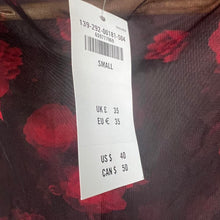 139-292-00181-004
SMALL
UK £ 35
EU € 35
US $ 40
CAN $ 50